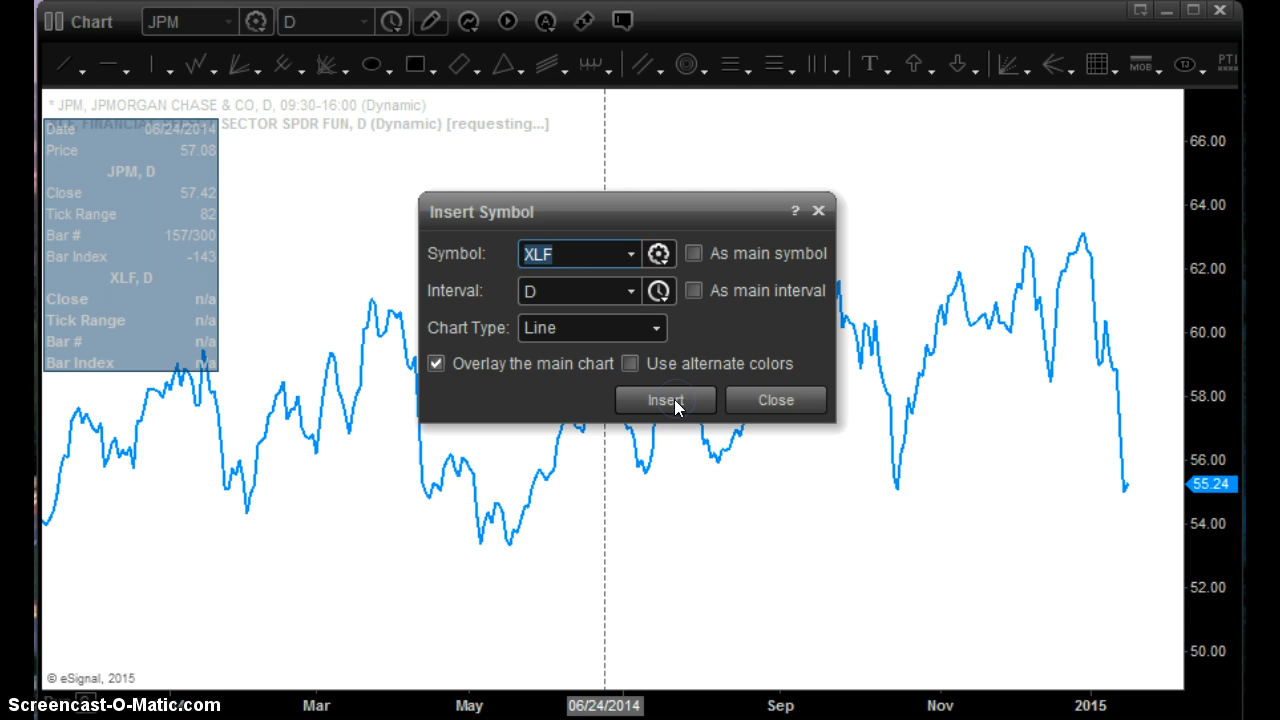 Chart JPM D
T MOB TJ PTI
* JPM, JPMORGAN CHASE & CO, D, 09:30-16:00 (Dynamic)
SECTOR SPDR FUN, D (Dynamic) [requesting...]
Date 06/24/2014
Price 57.08
JPM, D
Close 57.42
Tick Range 82
Bar # 157/300
Bar Index -143
XLF, D
Close n/a
Tick Range n/a
Bar # n/a
Bar Index n/a
Insert Symbol ?
Symbol: XLF As main symbol
Interval: D As main interval
Chart Type: Line
Overlay the main chart Use alternate colors
Insert Close
66.00
64.00
62.00
60.00
58.00
56.00
55.24
54.00
52.00
50.00
© eSignal, 2015
Mar May 06/24/2014 Sep Nov 2015
Screencast-O-Matic.com